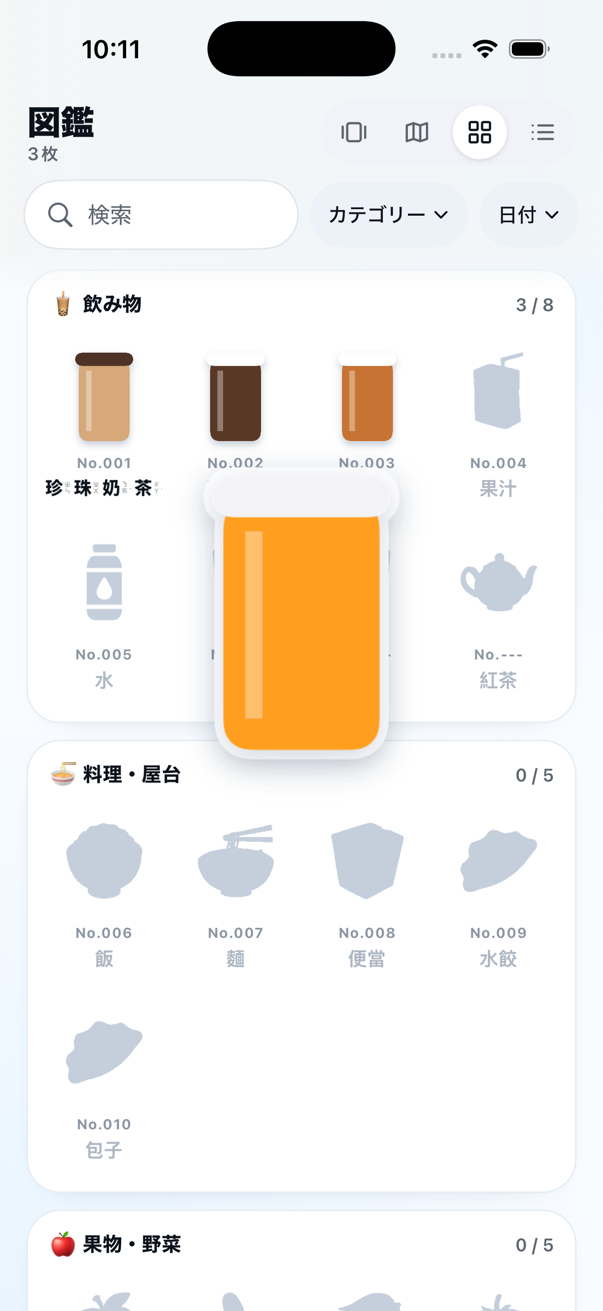 10:11
図鑑
3枚
検索
カテゴリー
日付
飲み物
3 / 8
No.001
No.002
No.003
No.004
珍珠奶茶
果汁
No.005
No.---
水
紅茶
料理・屋台
0 / 5
No.006
No.007
No.008
No.009
飯
麵
便當
水餃
No.010
包子
果物・野菜
0 / 5